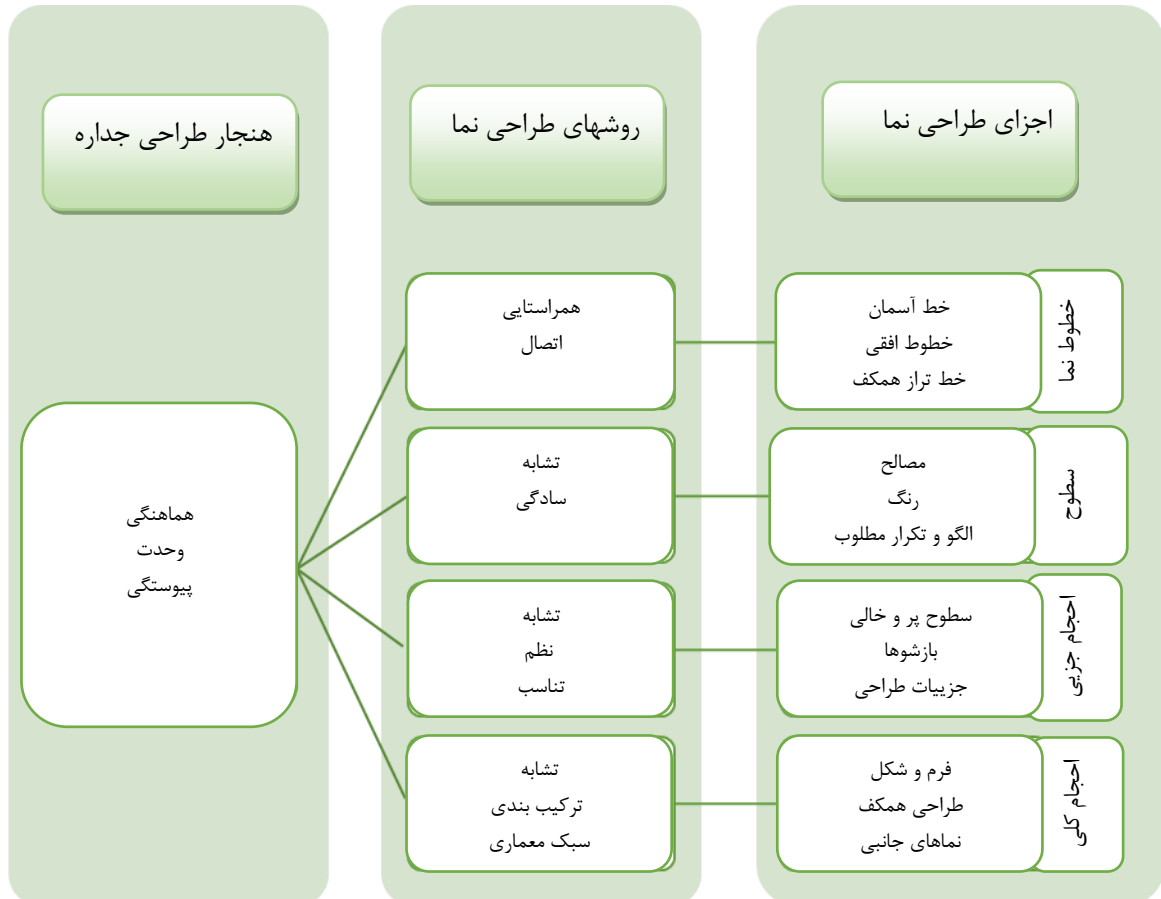 اجزای طراحی نما
روشهای طراحی نما
هنجار طراحی جداره
خطوط نما
خط آسمان
خطوط افقی
خط تراز همکف
همراستایی
اتصال
سطوح
مصالح
رنگ
الگو و تکرار مطلوب
تشابه
سادگی
احجام جزیی
سطوح پر و خالی
بازشوها
جزییات طراحی
تشابه
نظم
تناسب
احجام کلی
فرم و شکل
طراحی همکف
نماهای جانبی
تشابه
ترکیب بندی
سبک معماری
هماهنگی
وحدت
پیوستگی